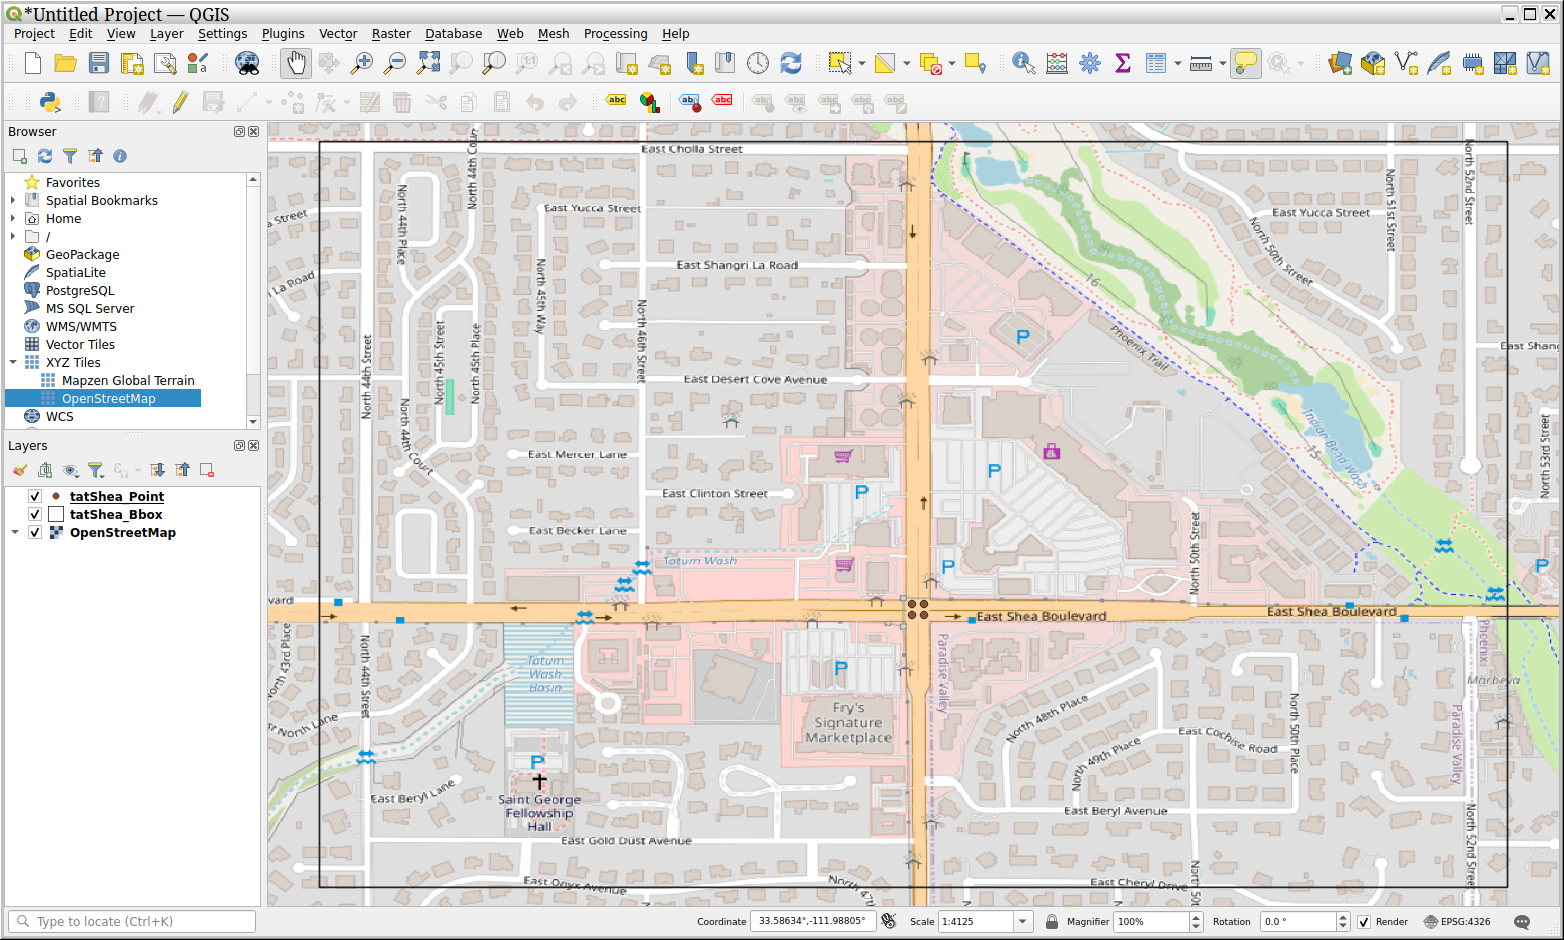 *Untitled Project — QGIS
Project Edit View Layer Settings Plugins Vector Raster Database Web Mesh Processing Help
abc abc abc
Browser
Favorites
Spatial Bookmarks
Home
/
GeoPackage
SpatiaLite
PostgreSQL
MS SQL Server
WMS/WMTS
Vector Tiles
XYZ Tiles
Mapzen Global Terrain
OpenStreetMap
WCS
Layers
tatShea_Point
tatShea_Bbox
OpenStreetMap
East Cholla Street
North 44th Court
North 44th Place
a Street
East Yucca Street
East Yucca Street
North 51st Street
North 52nd Street
North 50th Street
La Road
East Shangri La Road
North 45th Way
North 46th Street
16
P
Phoenix Trail
East Shang
North 44th Street
North 45th Street
North 45th Place
East Desert Cove Avenue
North 44th Court
Indian Bend Wash
15
North 53rd Street
East Mercer Lane
P
East Clinton Street
P
East Becker Lane
North 50th Street
Tatum Wash
P
P
vard
East Shea Boulevard
East Shea Boulevard
North 43rd Place
North 44th Street
Tatum
Wash
Basin
P
Paradise Valley
Phoenix
North 48th Place
North 50th Place
Fry's
Signature
Marketplace
North Lane
East Cochise Road
North 49th Place
Paradise Valley
P
East Beryl Lane
Saint George
Fellowship
Hall
East Beryl Avenue
North 52nd Street
East Gold Dust Avenue
East Onyx Avenue
North 47th
East Cheryl Drive
North 50
Type to locate (Ctrl+K)
Coordinate 33.58634°,-111.98805° Scale 1:4125 Magnifier 100% Rotation 0.0 ° Render EPSG:4326